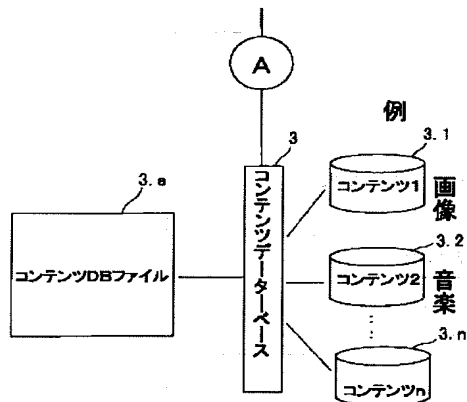 A
例
3
3.1
コンテンツ1
画像
3.a
コンテンツDBファイル
コンテンツデーターベース
3.2
コンテンツ2
音楽
3.n
コンテンツn